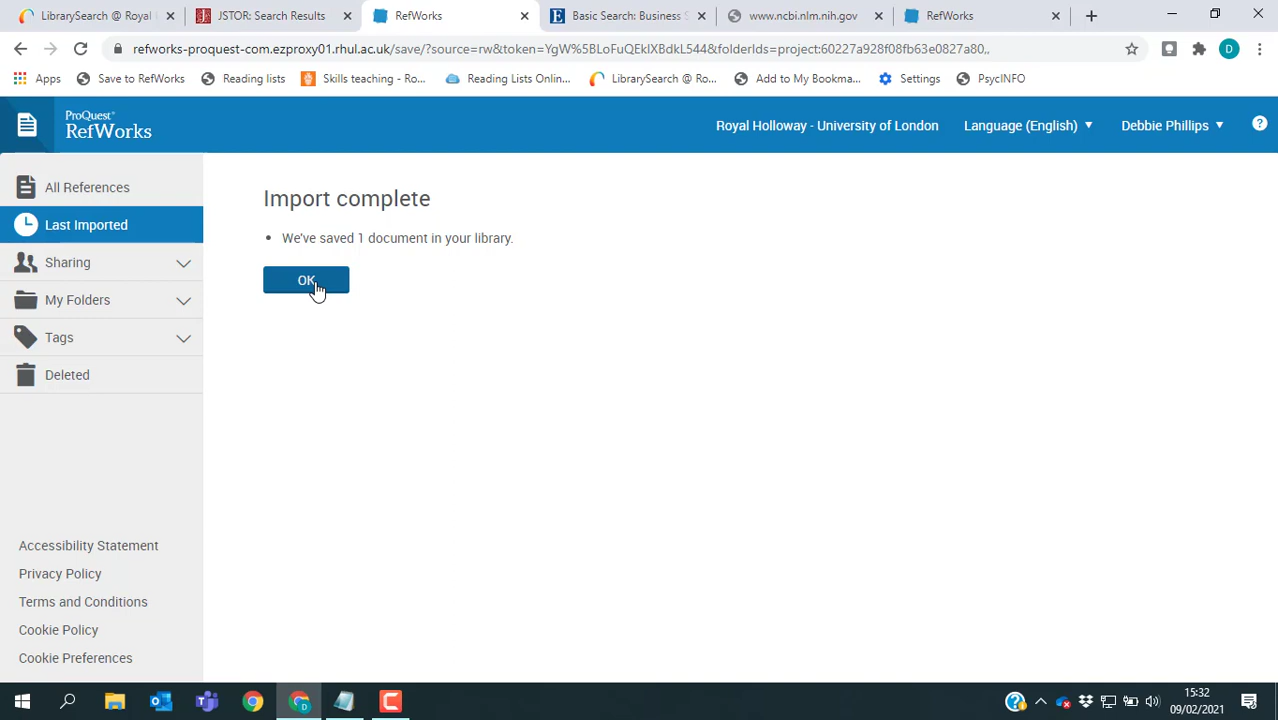 LibrarySearch @ Royal
JSTOR: Search Results
RefWorks
Basic Search: Business S
www.ncbi.nlm.nih.gov
RefWorks
refworks-proquest-com.ezproxy01.rhul.ac.uk/save/?source=rw&token=YgW%5BLoFuQEklXBdkL544&folderIds=project:60227a928f08fb63e0827a80,,
D
Apps
Save to RefWorks
Reading lists
Skills teaching - Ro...
Reading Lists Onlin...
LibrarySearch @ Ro...
Add to My Bookma...
Settings
PsycINFO
ProQuest®
RefWorks
Royal Holloway - University of London
Language (English)
Debbie Phillips
?
All References
Last Imported
Sharing
My Folders
Tags
Deleted
Import complete
We've saved 1 document in your library.
OK
Accessibility Statement
Privacy Policy
Terms and Conditions
Cookie Policy
Cookie Preferences
15:32
09/02/2021